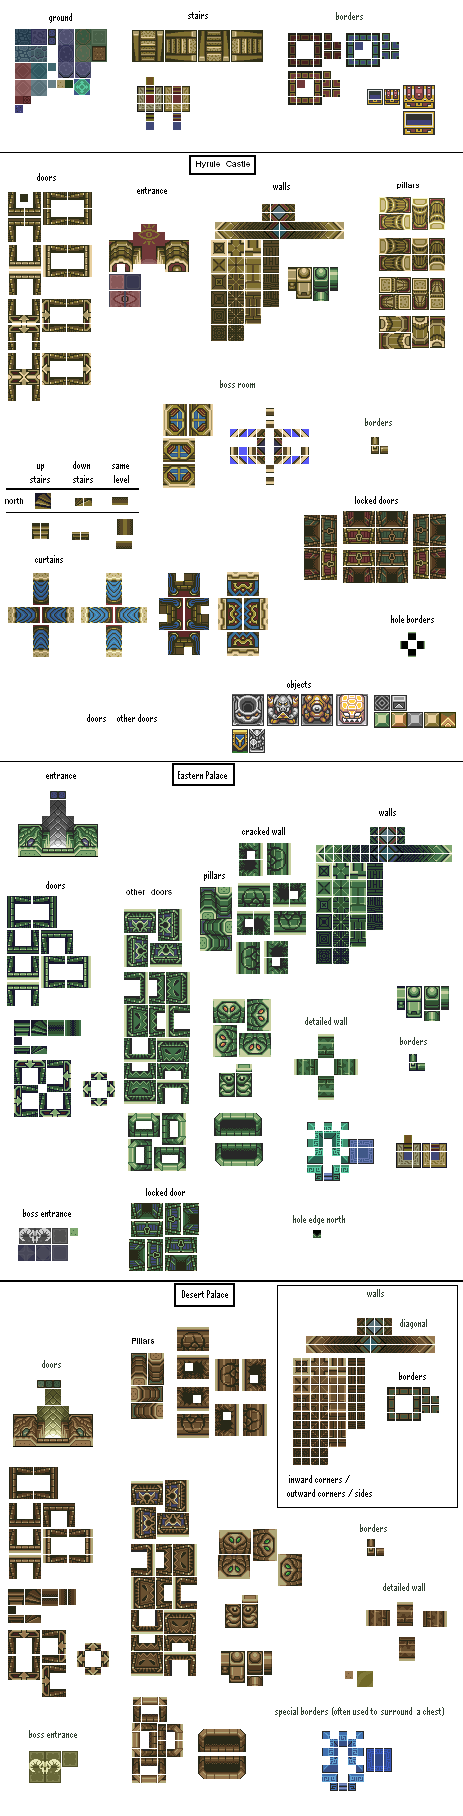 ground
stairs
borders
Hyrule Castle
doors
entrance
walls
pillars
boss room
borders
up stairs
down stairs
same level
north
locked doors
curtains
hole borders
objects
doors other doors
Eastern Palace
entrance
walls
cracked wall
pillars
doors
other doors
detailed wall
borders
locked door
boss entrance
hole edge north
Desert Palace
walls
diagonal
Pillars
doors
borders
inward corners /
outward corners / sides
borders
detailed wall
special borders (often used to surround a chest)
boss entrance